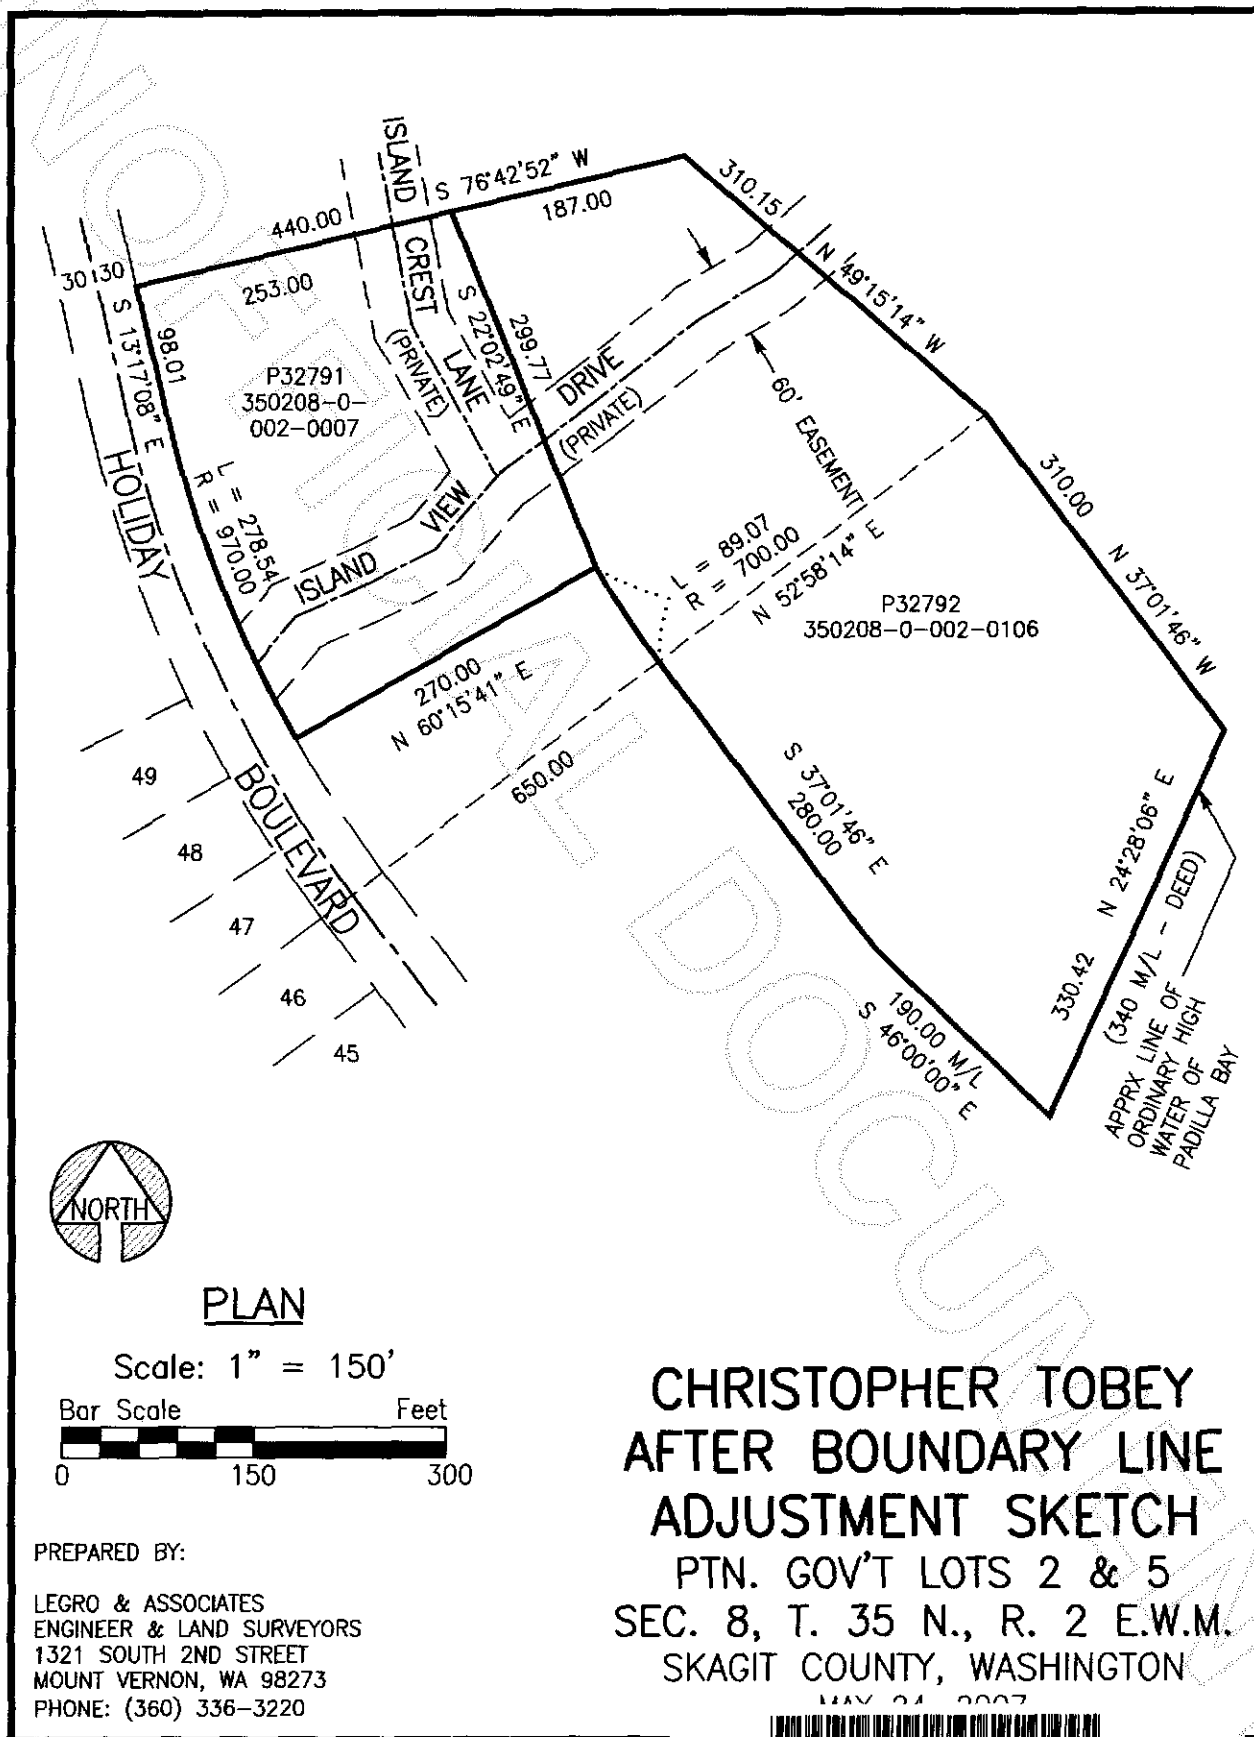 UNOFFICIAL DOCUMENT
ISLAND CREST LANE
(PRIVATE)
S 76°42'52" W
440.00
187.00
253.00
310.15
N 49°15'14" W
30 30
S 13°17'08" E
98.01
P32791
350208-0-
002-0007
S 22°02'49" E
299.77
ISLAND VIEW DRIVE
(PRIVATE)
60' EASEMENT
L = 278.54
R = 970.00
HOLIDAY BOULEVARD
310.00
N 37°01'46" W
L = 89.07
R = 700.00
N 52°58'14" E
P32792
350208-0-002-0106
270.00
N 60°15'41" E
650.00
S 37°01'46" E
280.00
N 24°28'06" E
330.42
(340 M/L - DEED)
APPRX LINE OF
ORDINARY HIGH
WATER OF
PADILLA BAY
190.00 M/L
S 46°00'00" E
49
48
47
46
45
NORTH
PLAN
Scale: 1" = 150'
Bar Scale Feet
0 150 300
CHRISTOPHER TOBEY
AFTER BOUNDARY LINE
ADJUSTMENT SKETCH
PTN. GOV'T LOTS 2 & 5
SEC. 8, T. 35 N., R. 2 E.W.M.
SKAGIT COUNTY, WASHINGTON
MAY 24, 2007
PREPARED BY:
LEGRO & ASSOCIATES
ENGINEER & LAND SURVEYORS
1321 SOUTH 2ND STREET
MOUNT VERNON, WA 98273
PHONE: (360) 336-3220